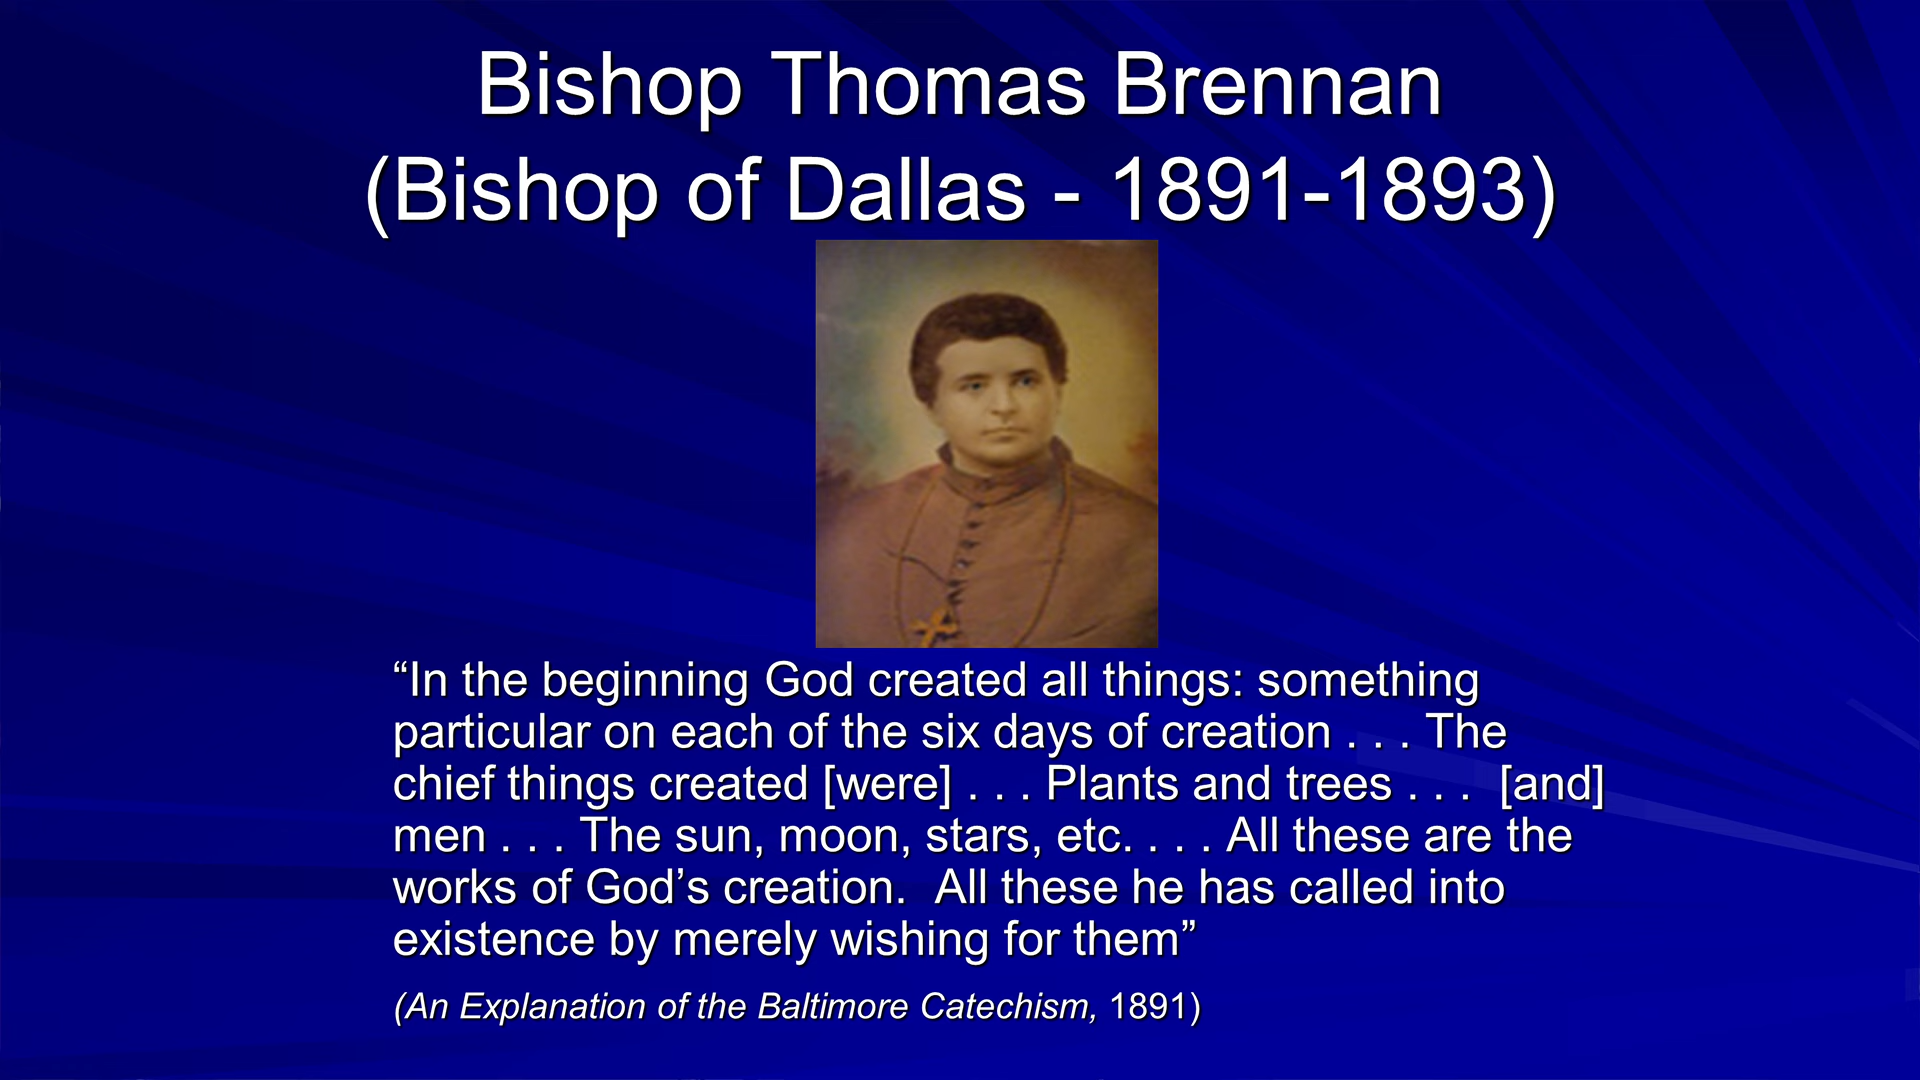 Bishop Thomas Brennan
(Bishop of Dallas - 1891-1893)
“In the beginning God created all things: something
particular on each of the six days of creation . . . The
chief things created [were] . . . Plants and trees . . .  [and]
men . . . The sun, moon, stars, etc. . . . All these are the
works of God’s creation.  All these he has called into
existence by merely wishing for them”
(An Explanation of the Baltimore Catechism, 1891)